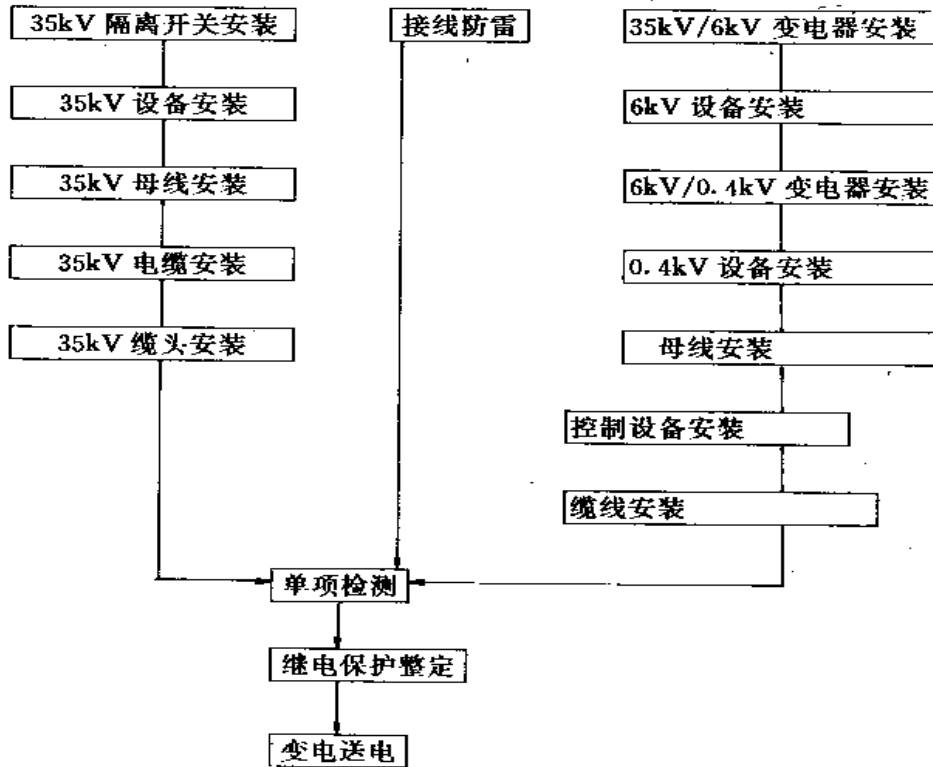 35kV 隔离开关安装
35kV 设备安装
35kV 母线安装
35kV 电缆安装
35kV 缆头安装
接线防雷
35kV/6kV 变电器安装
6kV 设备安装
6kV/0.4kV 变电器安装
0.4kV 设备安装
母线安装
控制设备安装
缆线安装
单项检测
继电保护整定
变电送电